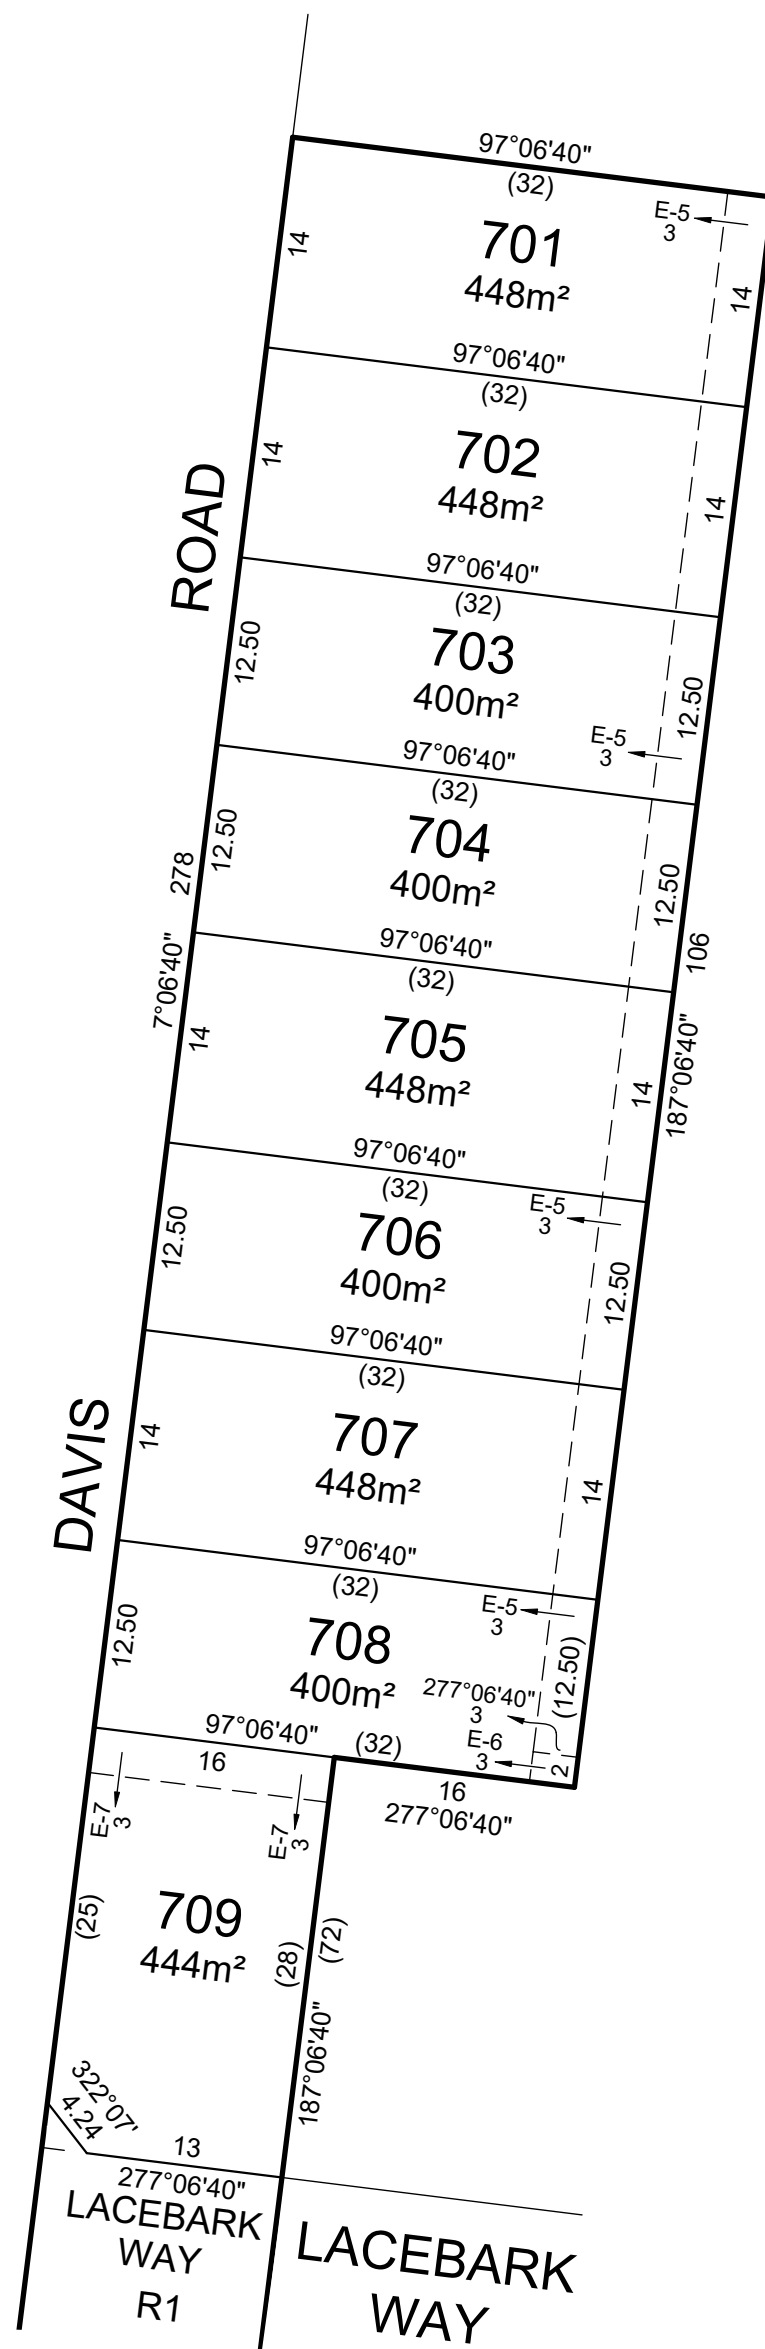 97°06'40"
(32)
E-5
3
701
448m²
14
14
97°06'40"
(32)
702
448m²
14
14
ROAD
97°06'40"
(32)
703
400m²
12.50
12.50
E-5
3
97°06'40"
(32)
704
400m²
12.50
12.50
278
7°06'40"
106
187°06'40"
97°06'40"
(32)
705
448m²
14
14
97°06'40"
(32)
E-5
3
706
400m²
12.50
12.50
97°06'40"
(32)
707
448m²
14
14
DAVIS
97°06'40"
(32)
E-5
3
708
400m²
12.50
(12.50)
277°06'40"
3
E-6
3
2
97°06'40"
(32)
16
16
277°06'40"
E-7
3
E-7
3
709
444m²
(25)
(28)
(72)
187°06'40"
322°07'
4.24
13
277°06'40"
LACEBARK
WAY
R1
LACEBARK
WAY